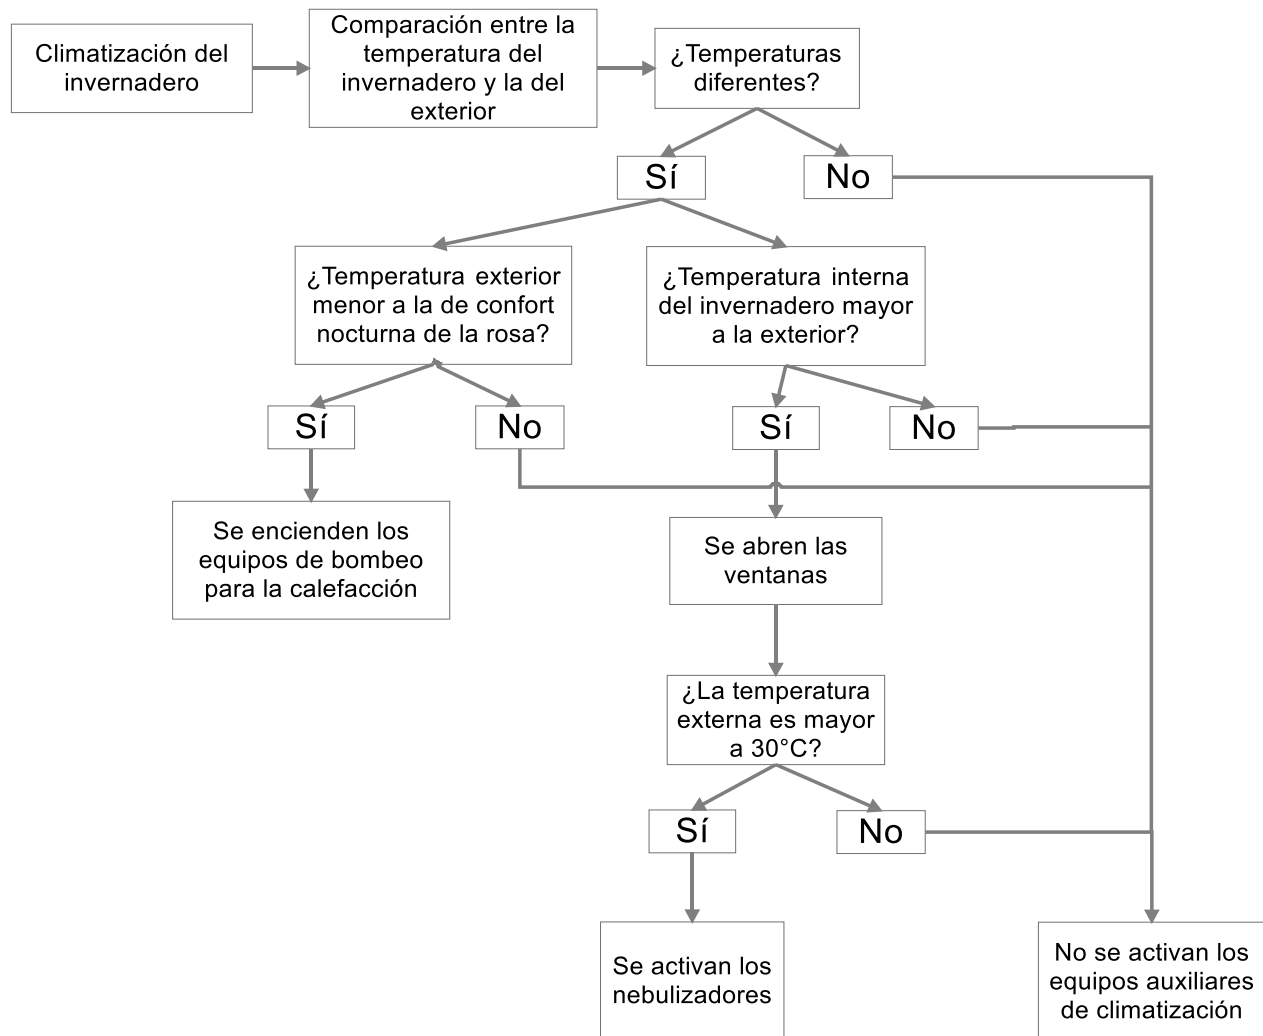 Climatización del
invernadero
Comparación entre la
temperatura del
invernadero y la del
exterior
¿Temperaturas
diferentes?
Sí
No
¿Temperatura exterior
menor a la de confort
nocturna de la rosa?
¿Temperatura interna
del invernadero mayor
a la exterior?
Sí
No
Sí
No
Se encienden los
equipos de bombeo
para la calefacción
Se abren las
ventanas
¿La temperatura
externa es mayor
a 30°C?
Sí
No
Se activan los
nebulizadores
No se activan los
equipos auxiliares
de climatización